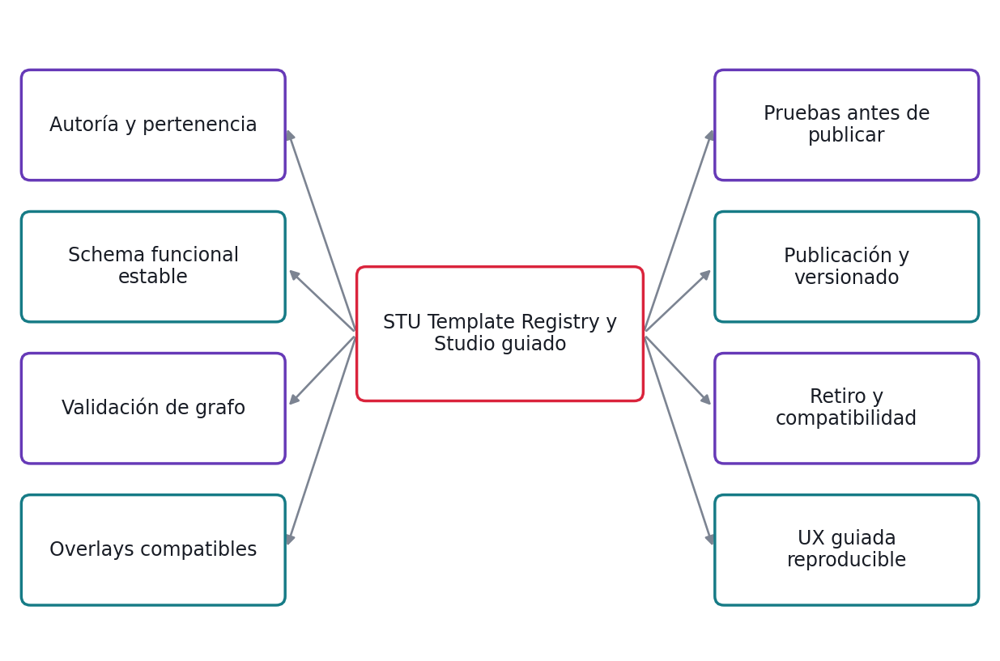 Autoría y pertenencia
Schema funcional
estable
Validación de grafo
Overlays compatibles
STU Template Registry y
Studio guiado
Pruebas antes de
publicar
Publicación y
versionado
Retiro y
compatibilidad
UX guiada
reproducible